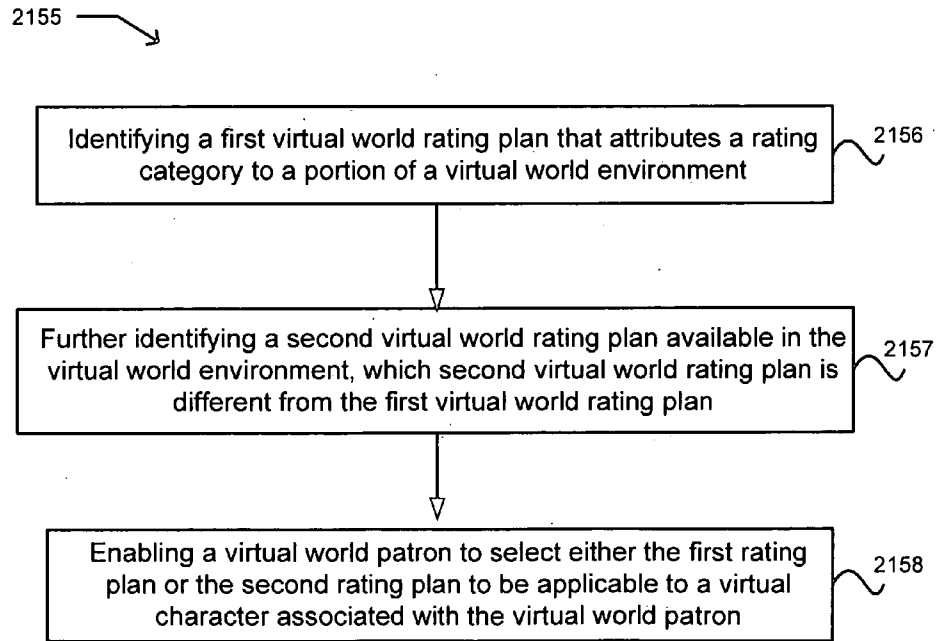 2155
Identifying a first virtual world rating plan that attributes a rating
category to a portion of a virtual world environment
2156
Further identifying a second virtual world rating plan available in the
virtual world environment, which second virtual world rating plan is
different from the first virtual world rating plan
2157
Enabling a virtual world patron to select either the first rating
plan or the second rating plan to be applicable to a virtual
character associated with the virtual world patron
2158